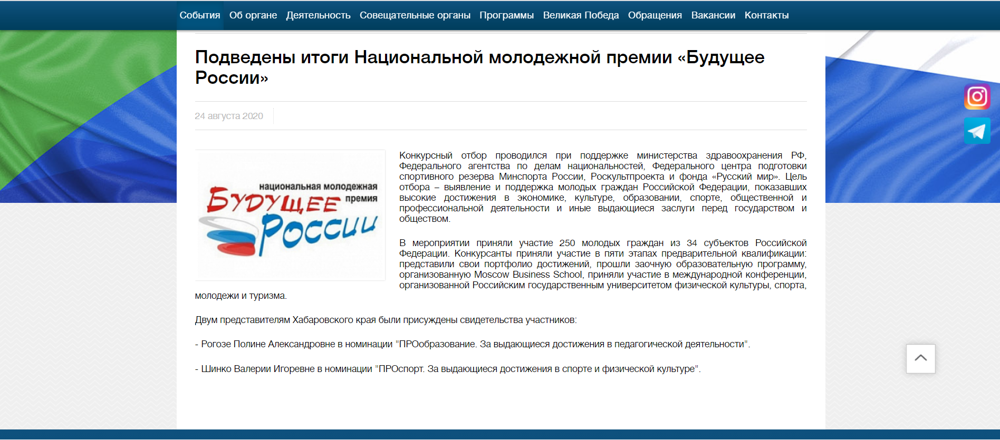 События Об органе Деятельность Совещательные органы Программы Великая Победа Обращения Вакансии Контакты
Подведены итоги Национальной молодежной премии «Будущее
России»
24 августа 2020
национальная молодежная
Будущее премия
России
Конкурсный отбор проводился при поддержке министерства здравоохранения РФ,
Федерального агентства по делам национальностей, Федерального центра подготовки
спортивного резерва Минспорта России, Роскультпроекта и фонда «Русский мир». Цель
отбора – выявление и поддержка молодых граждан Российской Федерации, показавших
высокие достижения в экономике, культуре, образовании, спорте, общественной и
профессиональной деятельности и иные выдающиеся заслуги перед государством и
обществом.
В мероприятии приняли участие 250 молодых граждан из 34 субъектов Российской
Федерации. Конкурсанты приняли участие в пяти этапах предварительной квалификации:
представили свои портфолио достижений, прошли заочную образовательную программу,
организованную Moscow Business School, приняли участие в международной конференции,
организованной Российским государственным университетом физической культуры, спорта,
молодежи и туризма.
Двум представителям Хабаровского края были присуждены свидетельства участников:
- Рогозе Полине Александровне в номинации "ПРОобразование. За выдающиеся достижения в педагогической деятельности".
- Шинко Валерии Игоревне в номинации "ПРОспорт. За выдающиеся достижения в спорте и физической культуре".